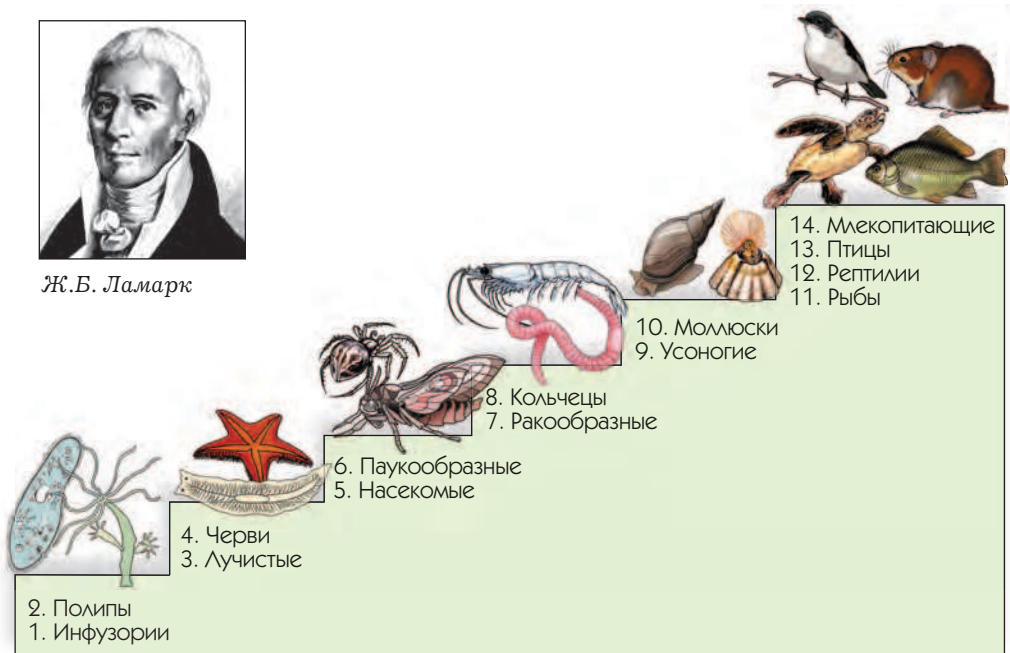 Ж.Б. Ламарк
14. Млекопитающие
13. Птицы
12. Рептилии
11. Рыбы
10. Моллюски
9. Усоногие
8. Кольчецы
7. Ракообразные
6. Паукообразные
5. Насекомые
4. Черви
3. Лучистые
2. Полипы
1. Инфузории